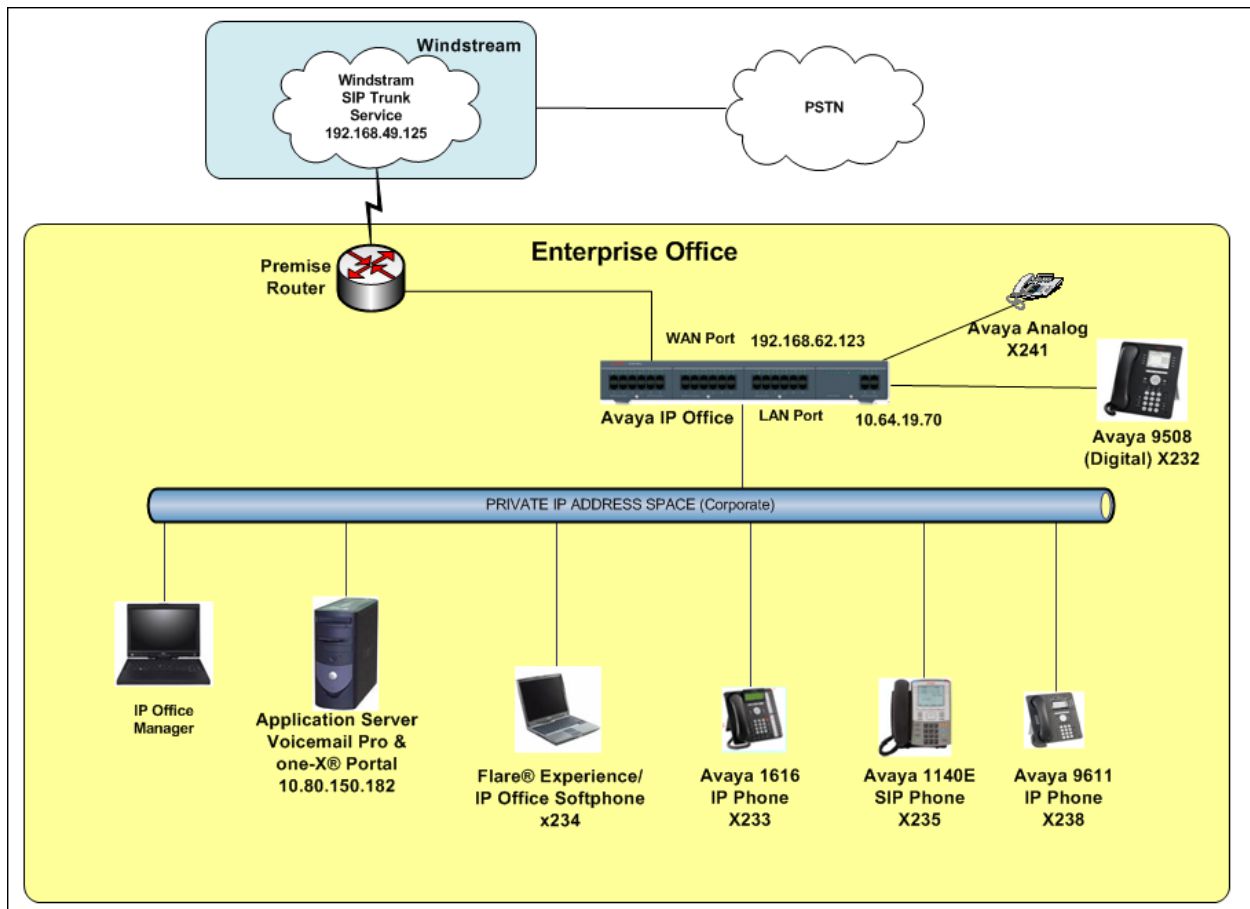 Windstream
Windstram
SIP Trunk
Service
192.168.49.125
PSTN
Enterprise Office
Premise
Router
WAN Port 192.168.62.123
Avaya Analog
X241
Avaya IP Office
LAN Port 10.64.19.70
Avaya 9508
(Digital) X232
PRIVATE IP ADDRESS SPACE (Corporate)
IP Office
Manager
Application Server
Voicemail Pro &
one-X® Portal
10.80.150.182
Flare® Experience/
IP Office Softphone
x234
Avaya 1616
IP Phone
X233
Avaya 1140E
SIP Phone
X235
Avaya 9611
IP Phone
X238